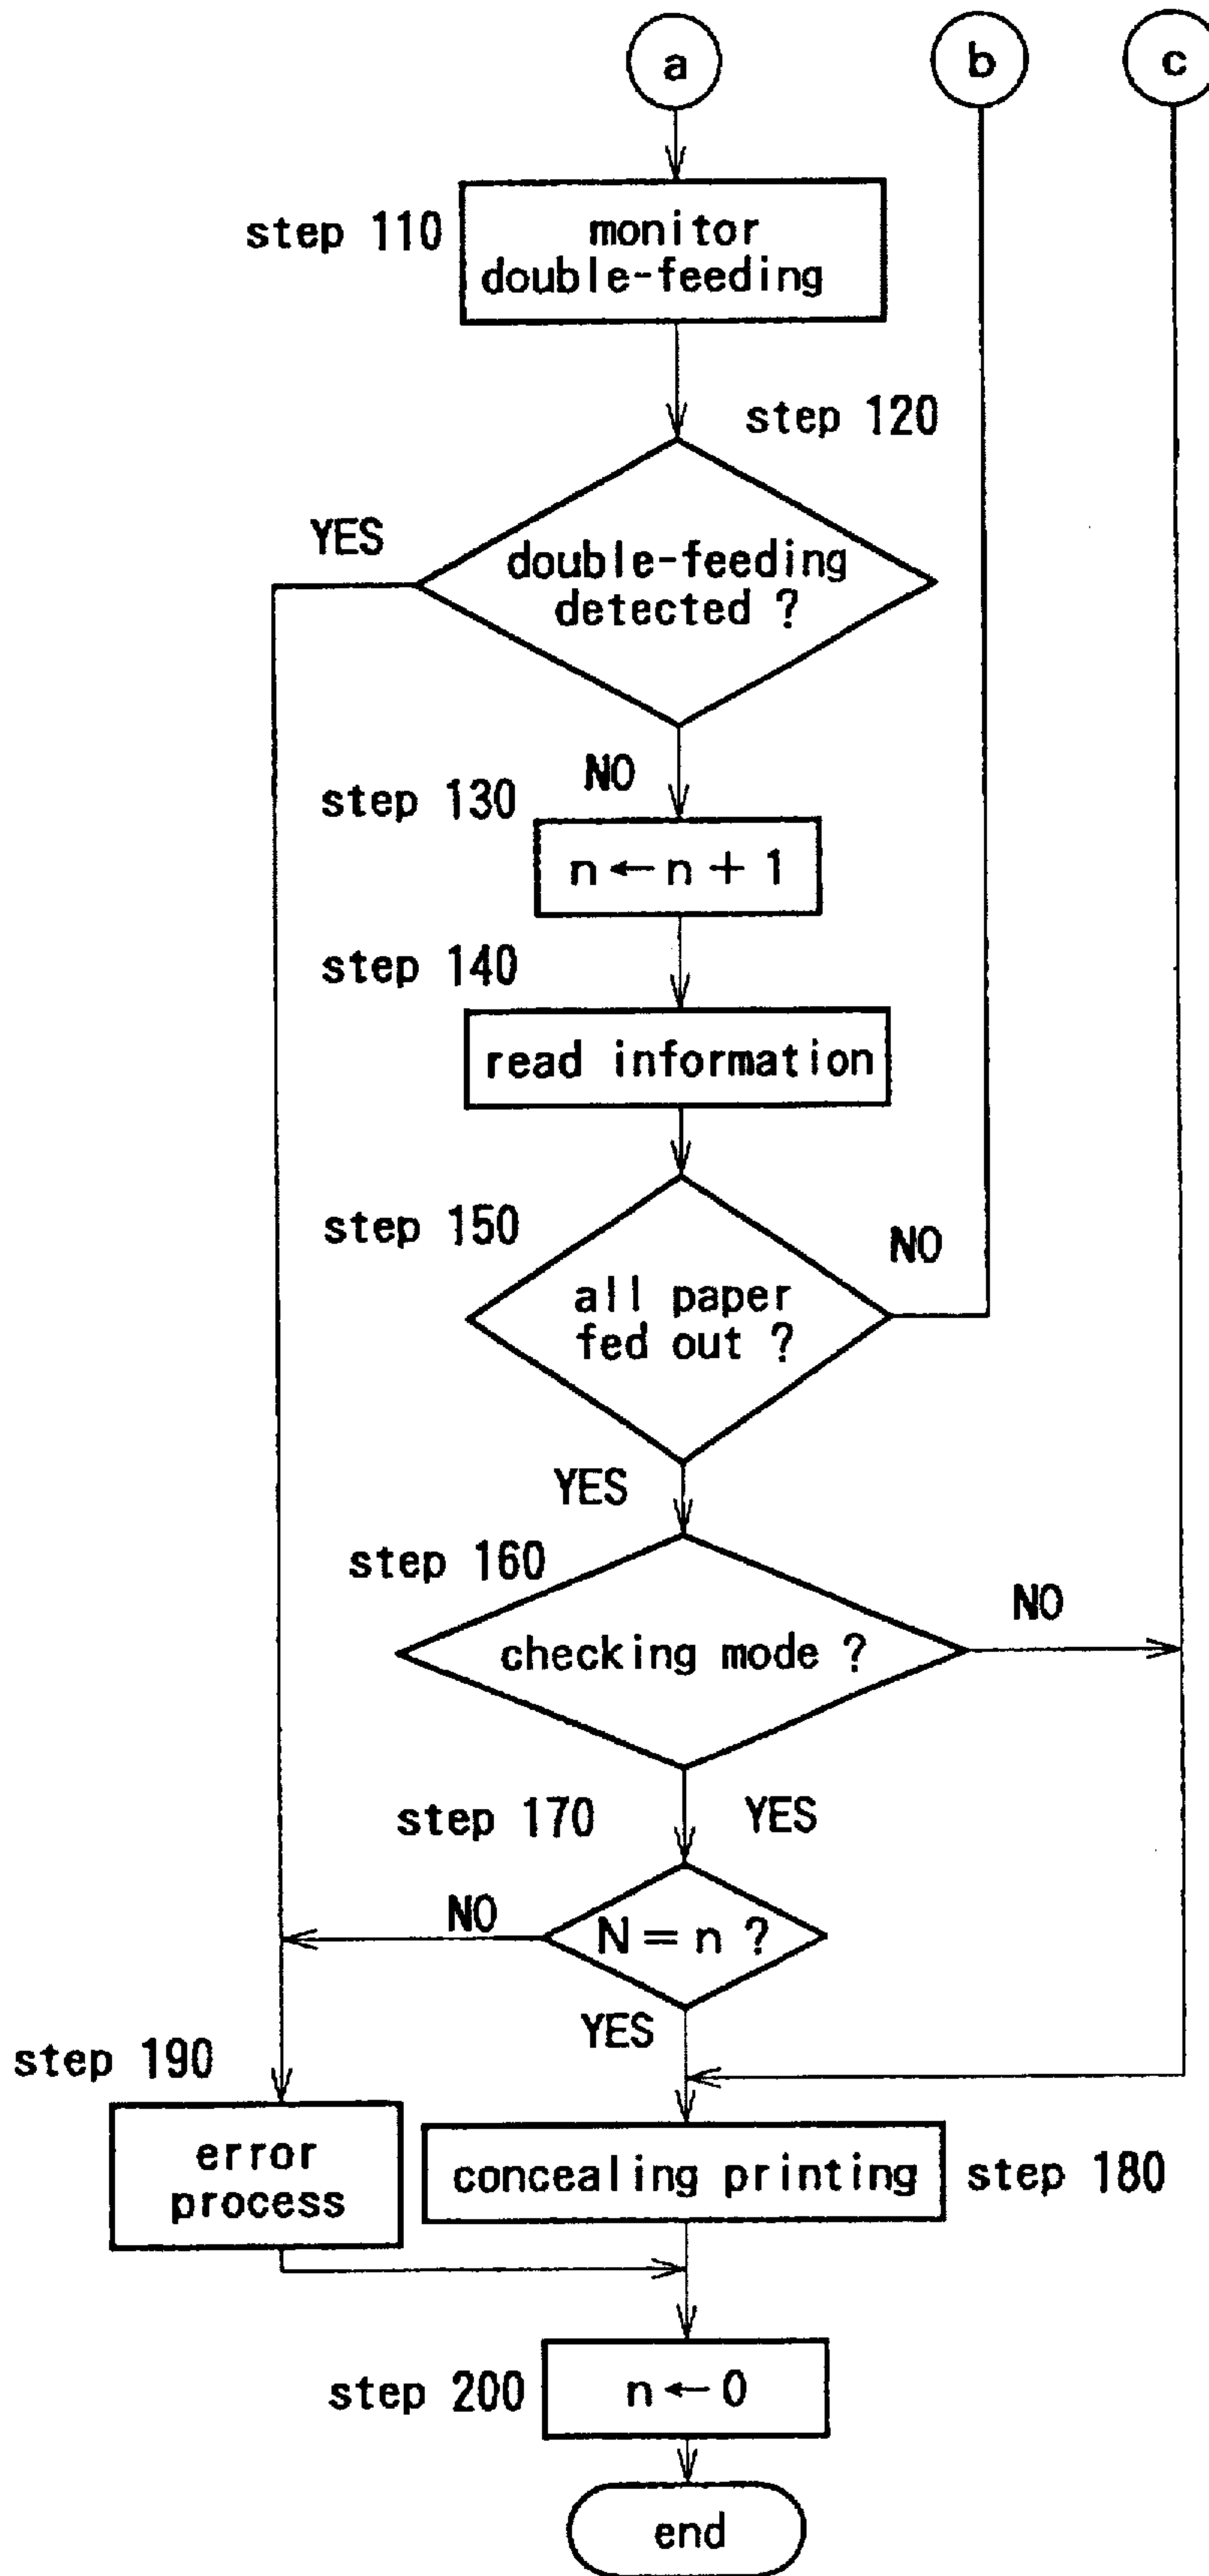 a
b
c
step 110
monitor
double-feeding
step 120
YES
double-feeding
detected ?
NO
step 130
n ← n + 1
step 140
read information
step 150
NO
all paper
fed out ?
YES
step 160
NO
checking mode ?
step 170
YES
NO
N = n ?
YES
step 190
error
process
concealing printing
step 180
step 200
n ← 0
end